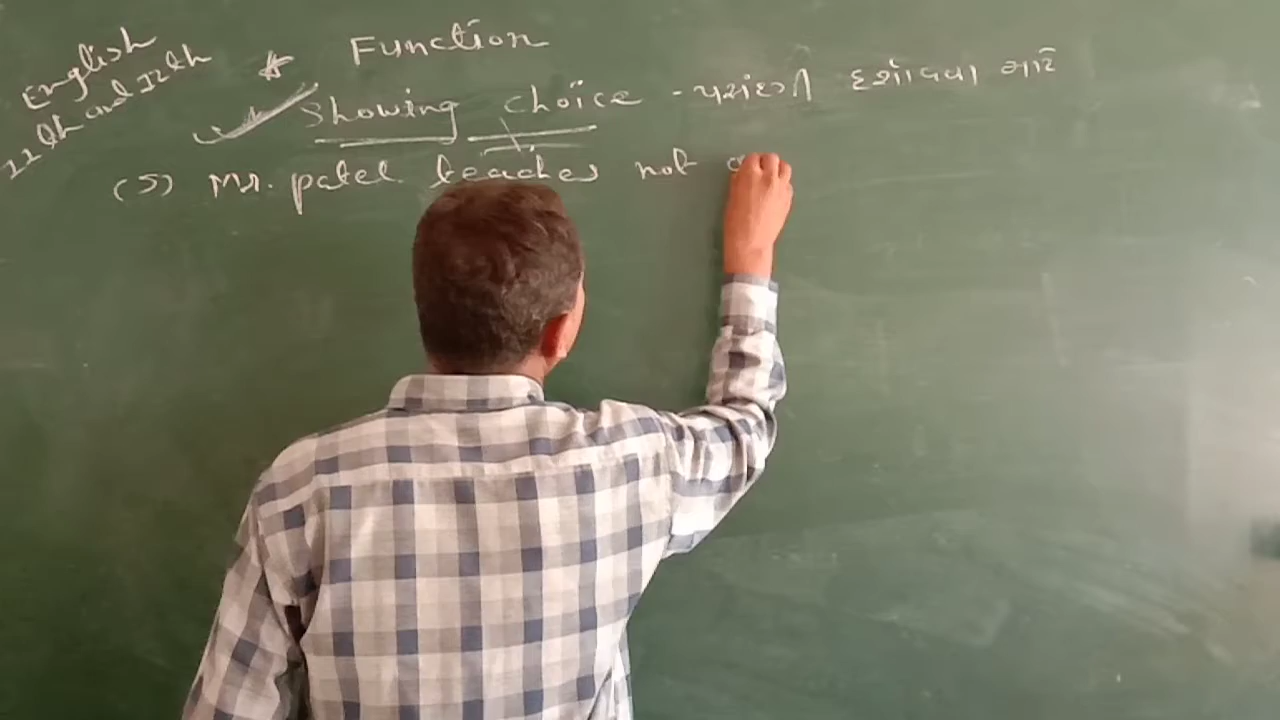 English
11th and 12th
* Function
Showing choice - પસંદગી દર્શાવવા માટે
(5) Mr. patel teaches not